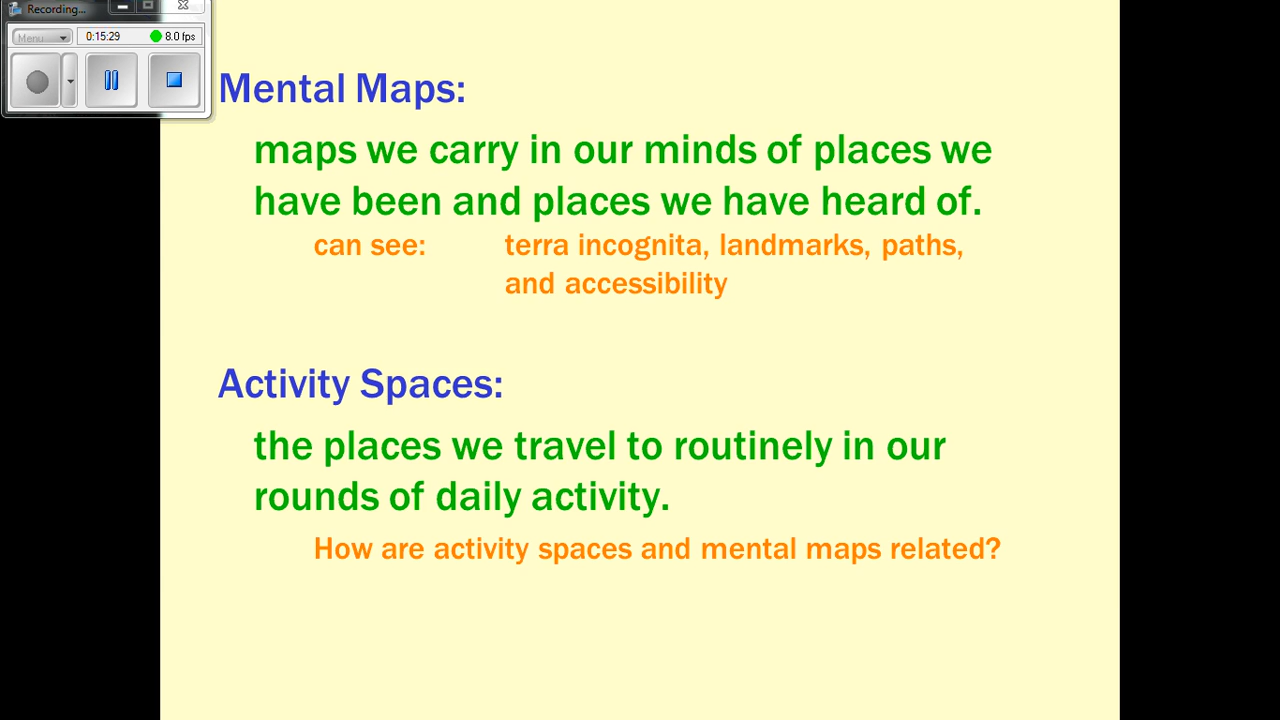 Recording...
Menu
0:15:29
8.0 fps
Mental Maps:
maps we carry in our minds of places we
have been and places we have heard of.
can see: terra incognita, landmarks, paths,
and accessibility
Activity Spaces:
the places we travel to routinely in our
rounds of daily activity.
How are activity spaces and mental maps related?